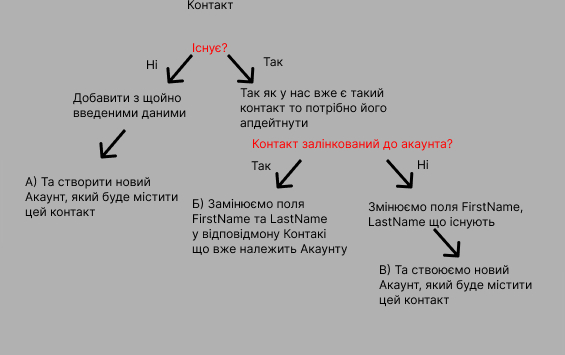 Контакт
Існує?
Ні
Так
Добавити з щойно
введеними даними
Так як у нас вже є такий
контакт то потрібно його
апдейтнути
Контакт залінкований до акаунта?
Так
Ні
А) Та створити новий
Акаунт, який буде містити
цей контакт
Б) Замінюємо поля
FirstName та LastName
у відповідмону Контакі
що вже належить Акаунту
Змінюємо поля FirstName,
LastName що існують
В) Та ствоюємо новий
Акаунт, який буде містити
цей контакт